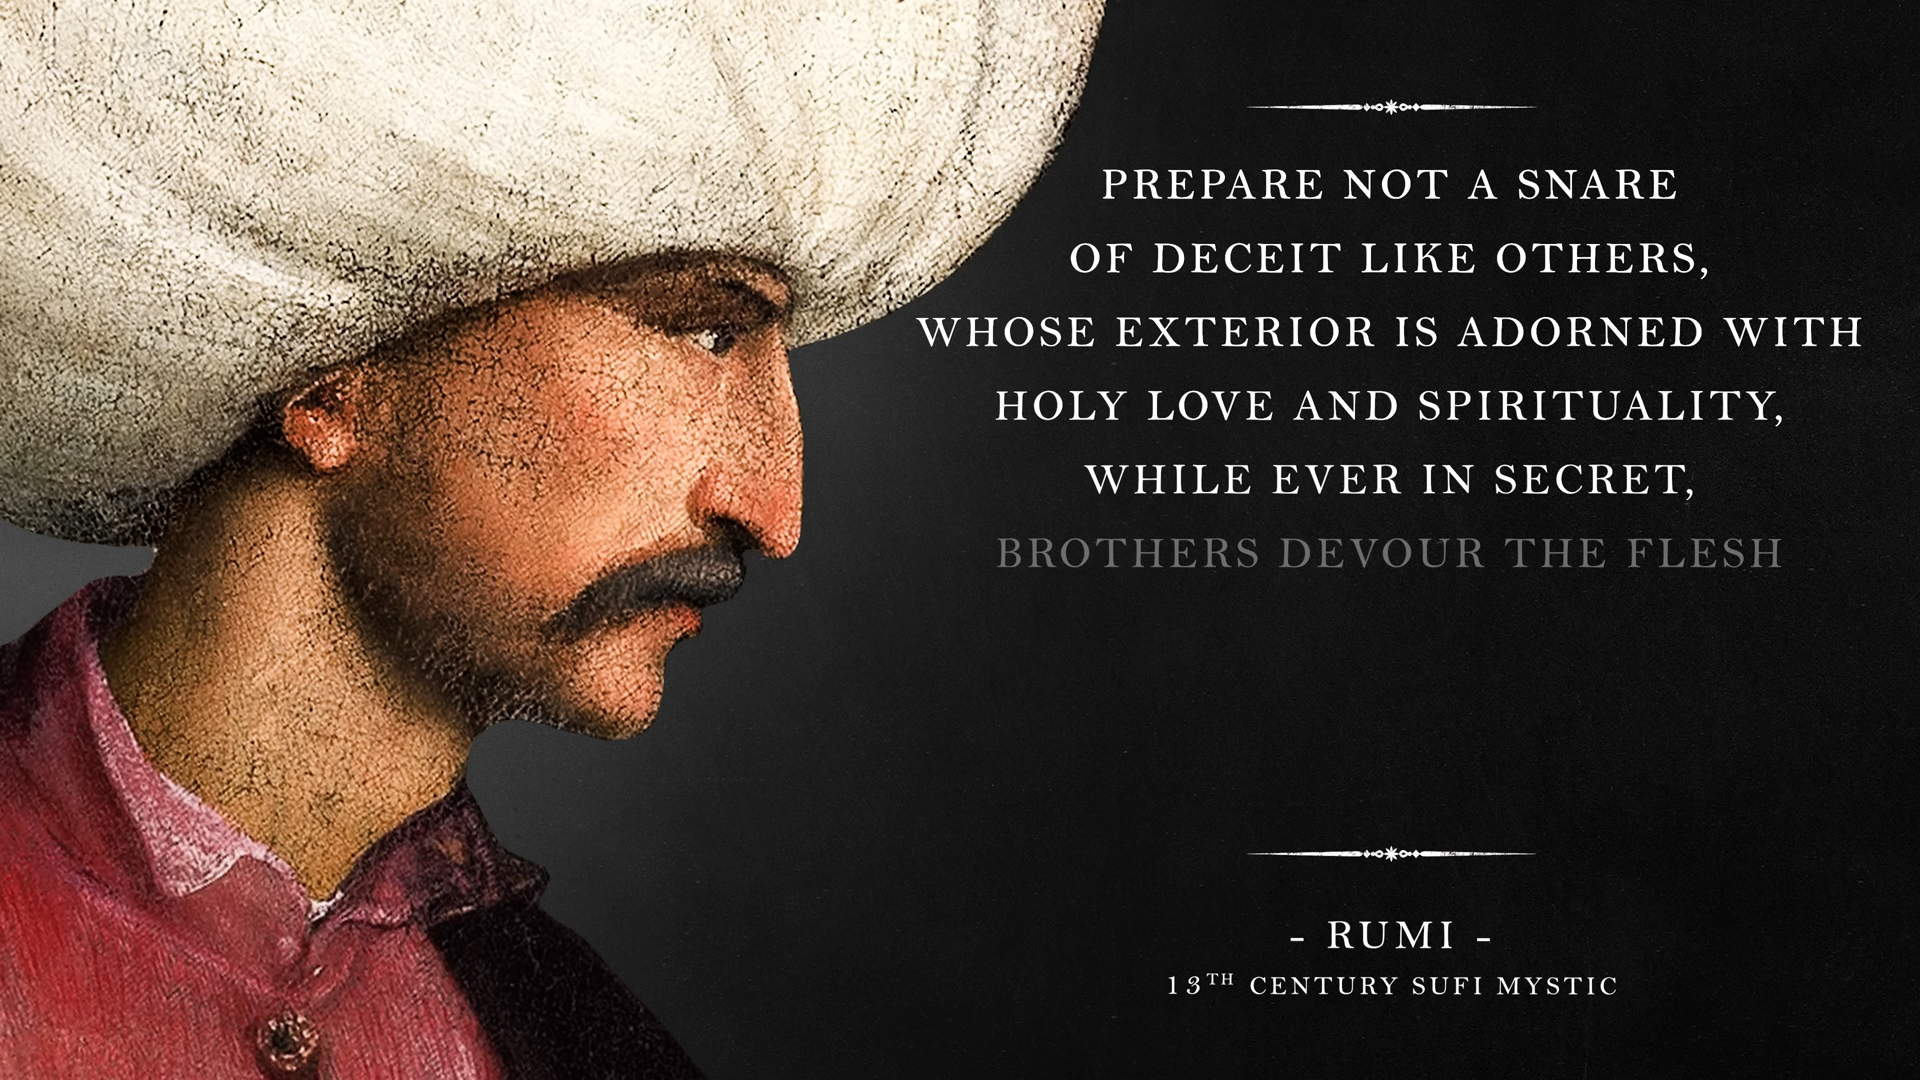 PREPARE NOT A SNARE
OF DECEIT LIKE OTHERS,
WHOSE EXTERIOR IS ADORNED WITH
HOLY LOVE AND SPIRITUALITY,
WHILE EVER IN SECRET,
BROTHERS DEVOUR THE FLESH
- RUMI -
13TH CENTURY SUFI MYSTIC